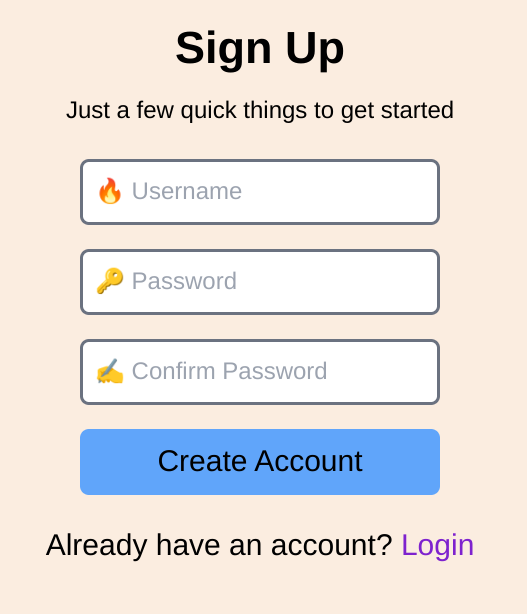 Sign Up
Just a few quick things to get started
🔥 Username
🔑 Password
✍️ Confirm Password
Create Account
Already have an account? Login